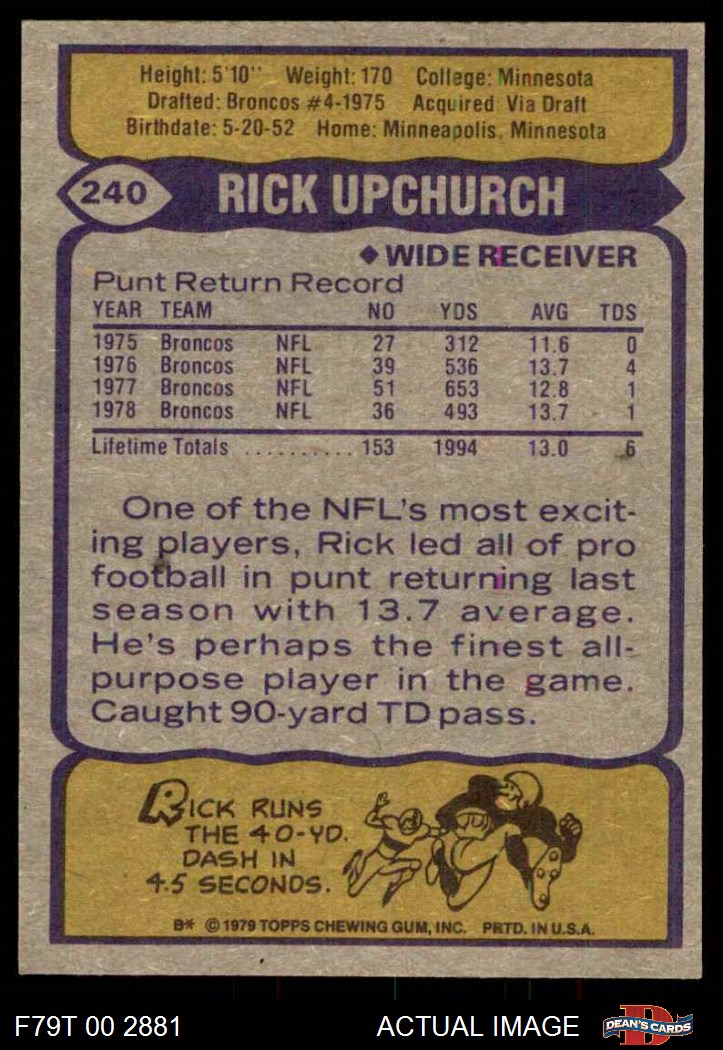 Height: 5'10" Weight: 170 College: Minnesota
Drafted: Broncos #4-1975 Acquired Via Draft
Birthdate: 5-20-52 Home: Minneapolis, Minnesota
240 RICK UPCHURCH
◆ WIDE RECEIVER
Punt Return Record
YEAR TEAM NO YDS AVG TDS
1975 Broncos NFL 27 312 11.6 0
1976 Broncos NFL 39 536 13.7 4
1977 Broncos NFL 51 653 12.8 1
1978 Broncos NFL 36 493 13.7 1
Lifetime Totals .......... 153 1994 13.0 6
One of the NFL's most excit-
ing players, Rick led all of pro
football in punt returning last
season with 13.7 average.
He's perhaps the finest all-
purpose player in the game.
Caught 90-yard TD pass.
RICK RUNS
THE 40-YD.
DASH IN
4.5 SECONDS.
B* © 1979 TOPPS CHEWING GUM, INC. PRTD. IN U.S.A.
F79T 00 2881 ACTUAL IMAGE D DEAN'S CARDS